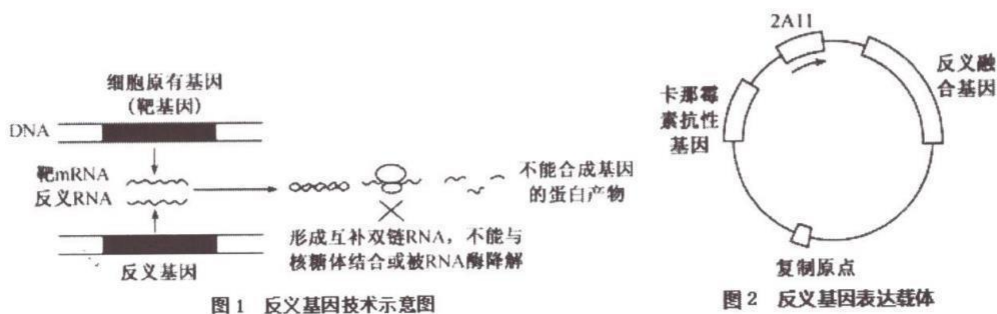 细胞原有基因
(靶基因)
DNA
靶mRNA
反义RNA
不能合成基因
的蛋白产物
形成互补双链RNA，不能与
核糖体结合或被RNA酶降解
反义基因
图1 反义基因技术示意图
2A11
反义融
合基因
卡那霉
素抗性
基因
复制原点
图2 反义基因表达载体